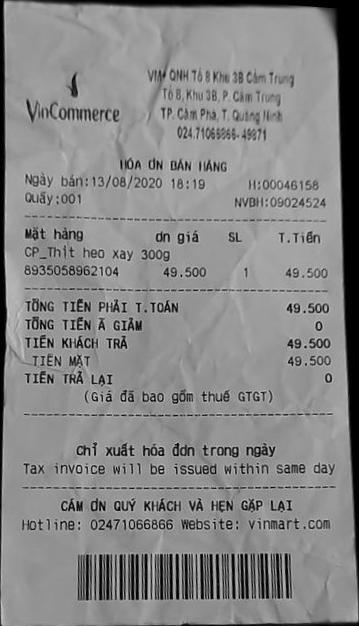 VinCommerce
VM+ QNH Tổ 8 Khu 3B Cẩm Trung
Tổ 8, Khu 3B, P. Cẩm Trung
TP. Cẩm Phả, T. Quảng Ninh
024.71066866- 49871
HÓA ƠN BÁN HÀNG
Ngày bán:13/08/2020 18:19 H:00046158
Quầy:001 NVBH:09024524
Mặt hàng ơn giá SL T.Tiền
CP_Thịt heo xay 300g
8935058962104 49.500 1 49.500
TỔNG TIỀN PHẢI T.TOÁN 49.500
TỔNG TIỀN Ã GIẢM 0
TIỀN KHÁCH TRẢ 49.500
TIỀN MẶT 49.500
TIỀN TRẢ LẠI 0
(Giá đã bao gồm thuế GTGT)
Chỉ xuất hóa đơn trong ngày
Tax invoice will be issued within same day
CẢM ƠN QUÝ KHÁCH VÀ HẸN GẶP LẠI
Hotline: 02471066866 Website: vinmart.com